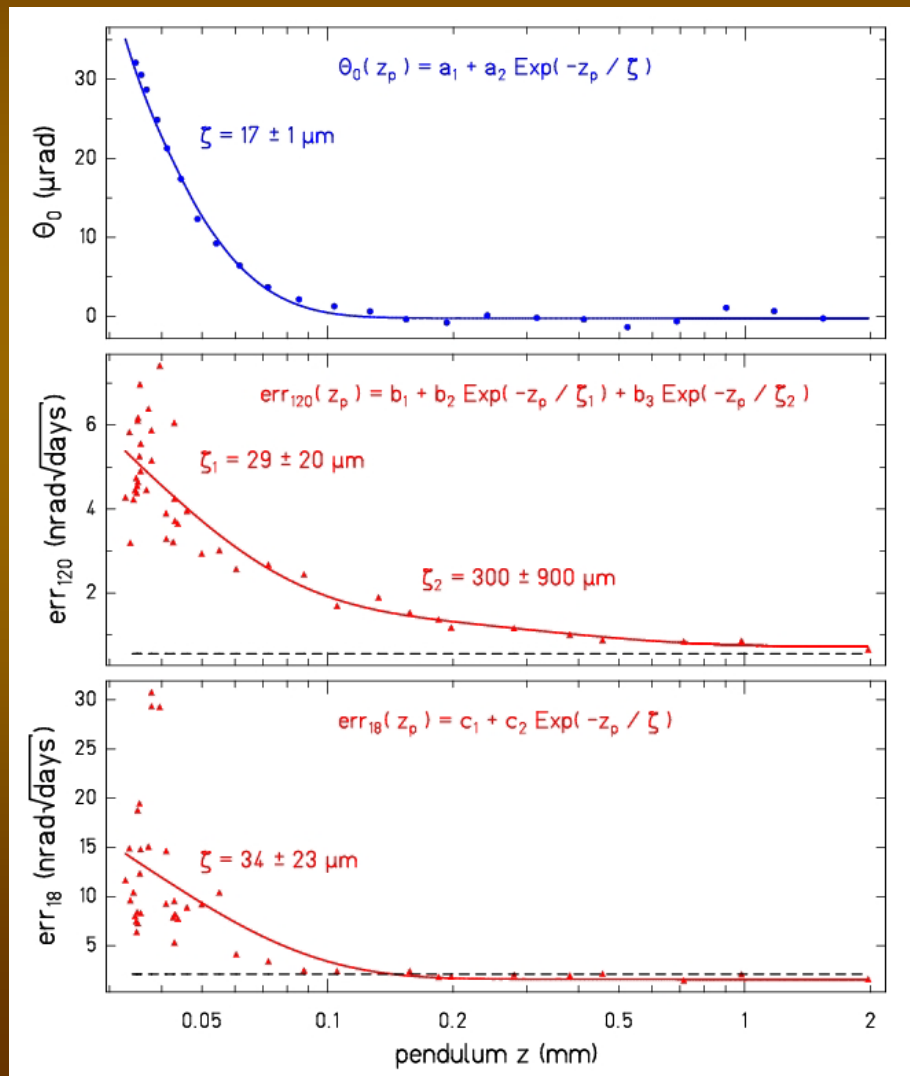 Θ₀( zₚ ) = a₁ + a₂ Exp( -zₚ / ζ )
ζ = 17 ± 1 µm
Θ₀ (µrad)
30
20
10
0
err₁₂₀( zₚ ) = b₁ + b₂ Exp( -zₚ / ζ₁ ) + b₃ Exp( -zₚ / ζ₂ )
ζ₁ = 29 ± 20 µm
ζ₂ = 300 ± 900 µm
err₁₂₀ (nrad√days)
6
4
2
err₁₈( zₚ ) = c₁ + c₂ Exp( -zₚ / ζ )
ζ = 34 ± 23 µm
err₁₈ (nrad√days)
30
25
20
15
10
5
0.05 0.1 0.2 0.5 1 2
pendulum z (mm)